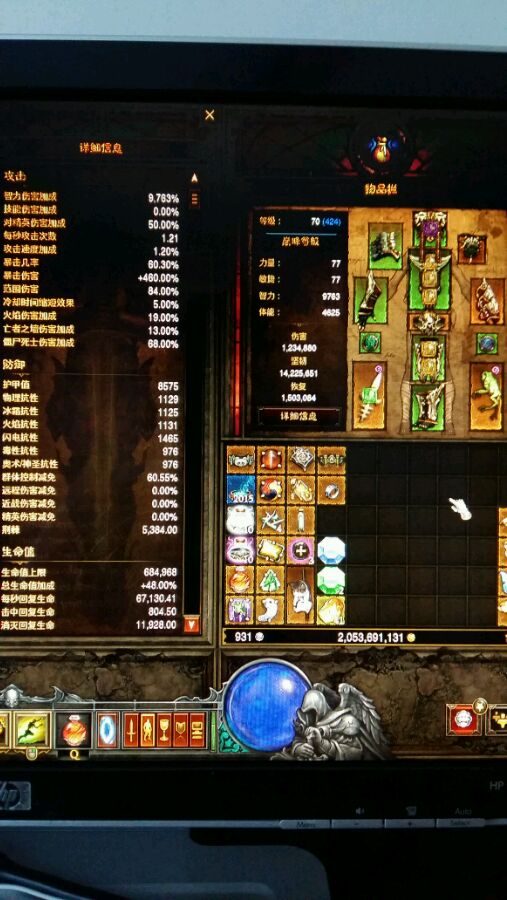 详细信息
攻击
智力伤害加成 9,763%
技能伤害加成 0.00%
对精英伤害加成 50.00%
每秒攻击次数 1.21
攻击速度加成 1.20%
暴击几率 60.30%
暴击伤害 +460.00%
范围伤害 84.00%
冷却时间缩短效果 5.00%
火焰伤害加成 19.00%
亡者之墙伤害加成 13.00%
僵尸死士伤害加成 68.00%
防御
护甲值 8575
物理抗性 1129
冰霜抗性 1125
火焰抗性 1131
闪电抗性 1465
毒性抗性 976
奥术/神圣抗性 976
群体控制减免 60.55%
远程伤害减免 0.00%
近战伤害减免 0.00%
精英伤害减免 0.00%
荆棘 5,384.00
生命值
生命值上限 684,968
总生命值加成 +48.00%
每秒回复生命 67,130.41
击中回复生命 804.50
消灭回复生命 11,928.00
物品栏
等级： 70 (424)
巅峰等级
力量： 77
敏捷： 77
智力： 9763
体能： 4625
伤害
1,234,880
坚韧
14,225,651
恢复
1,503,064
详细信息
2015
931 2,053,691,131
Q
hp
HP
Menu
-
+
Auto
Select